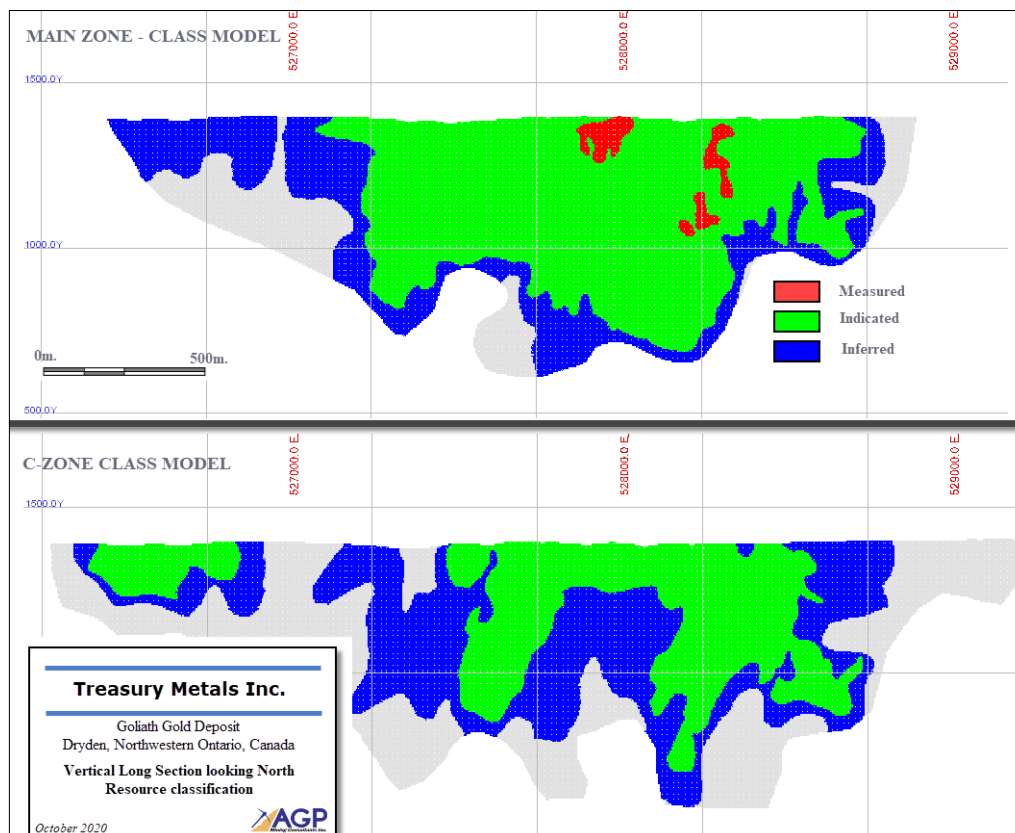 MAIN ZONE - CLASS MODEL
527000.0 E
528000.0 E
529000.0 E
1500.0Y
1000.0Y
Measured
Indicated
Inferred
0m.
500m.
500.0Y
C-ZONE CLASS MODEL
527000.0 E
528000.0 E
529000.0 E
1500.0Y
Treasury Metals Inc.
Goliath Gold Deposit
Dryden, Northwestern Ontario, Canada
Vertical Long Section looking North
Resource classification
October 2020
AGP
Mining Consultants Inc.